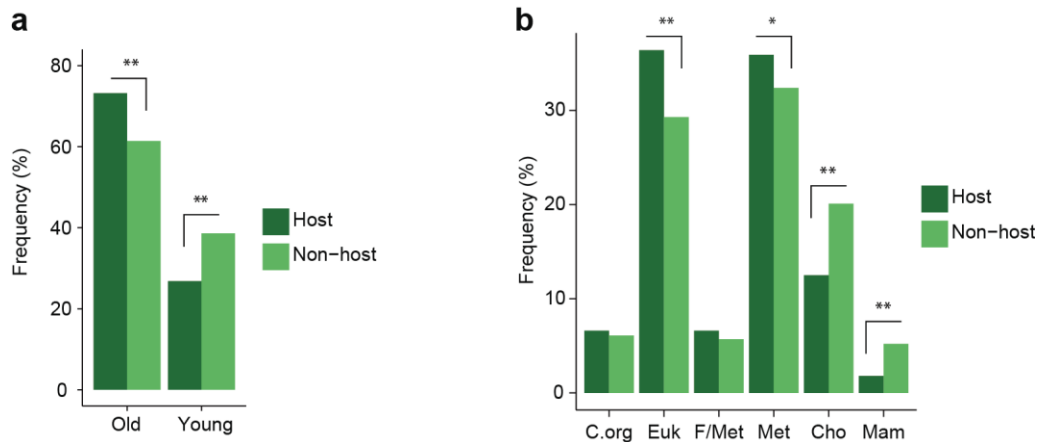 a
Frequency (%)
80
60
40
20
0
**
**
Old Young
Host
Non-host
b
Frequency (%)
30
20
10
0
**
*
**
**
C.org Euk F/Met Met Cho Mam
Host
Non-host